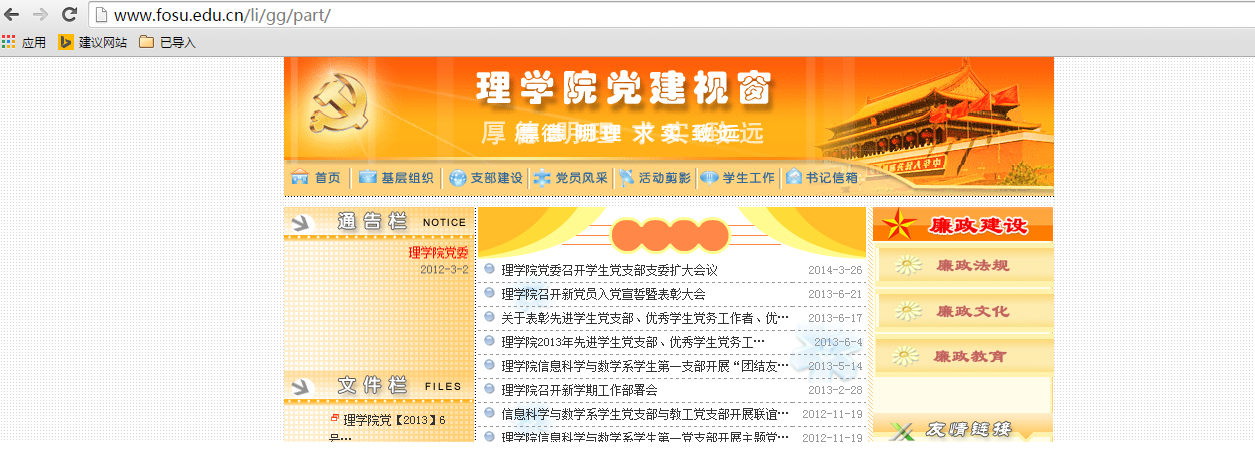 www.fosu.edu.cn/li/gg/part/
应用 建议网站 已导入
理学院党建视窗
厚德 明理 求实 致远
首页 基层组织 支部建设 党员风采 活动剪影 学生工作 书记信箱
通告栏 NOTICE
理学院党委
2012-3-2
文件栏 FILES
理学院党【2013】6
号…
理学院党委召开学生党支部支委扩大会议 2014-3-26
理学院召开新党员入党宣誓暨表彰大会 2013-6-21
关于表彰先进学生党支部、优秀学生党务工作者、优… 2013-6-17
理学院2013年先进学生党支部、优秀学生党务工… 2013-6-4
理学院信息科学与数学系学生第一支部开展“团结友… 2013-5-14
理学院召开新学期工作部署会 2013-2-28
信息科学与数学系学生党支部与教工党支部开展联谊… 2012-11-19
理学院信息科学与数学系学生第一党支部开展主题党… 2012-11-19
廉政建设
廉政法规
廉政文化
廉政教育
友情链接